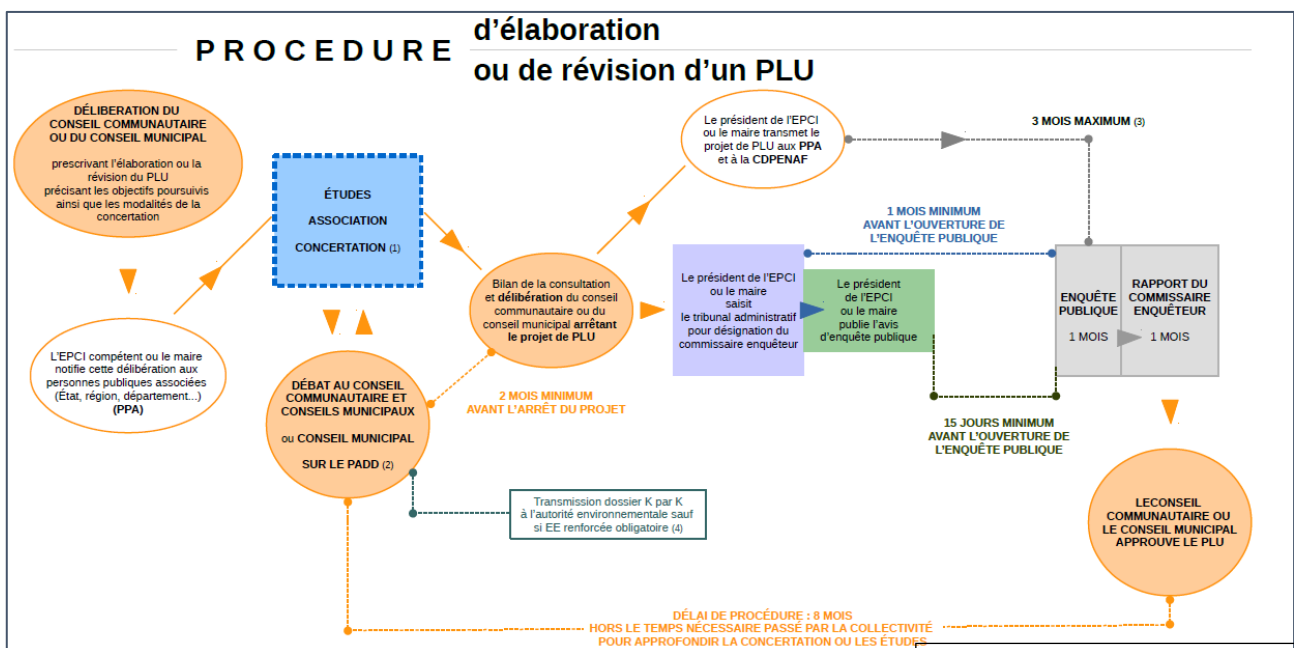 PROCEDURE
d’élaboration
ou de révision d’un PLU
DÉLIBERATION DU
CONSEIL COMMUNAUTAIRE
OU DU CONSEIL MUNICIPAL
prescrivant l’élaboration ou la
révision du PLU
précisant les objectifs poursuivis
ainsi que les modalités de la
concertation
L’EPCI compétent ou le maire
notifie cette délibération aux
personnes publiques associées
(État, région, département...)
(PPA)
ÉTUDES
ASSOCIATION
CONCERTATION (1)
DÉBAT AU CONSEIL
COMMUNAUTAIRE ET
CONSEILS MUNICIPAUX
ou CONSEIL MUNICIPAL
SUR LE PADD (2)
Bilan de la consultation
et délibération du conseil
communautaire ou du
conseil municipal arrêtant
le projet de PLU
2 MOIS MINIMUM
AVANT L’ARRÊT DU PROJET
Transmission dossier K par K
à l’autorité environnementale sauf
si EE renforcée obligatoire (4)
Le président de l’EPCI
ou le maire transmet le
projet de PLU aux PPA
et à la CDPENAF
3 MOIS MAXIMUM (3)
1 MOIS MINIMUM
AVANT L’OUVERTURE DE
L’ENQUÊTE PUBLIQUE
Le président de l’EPCI
ou le maire
saisit
le tribunal administratif
pour désignation du
commissaire enquêteur
Le président
de l’EPCI
ou le maire
publie l’avis
d’enquête publique
15 JOURS MINIMUM
AVANT L’OUVERTURE DE
L’ENQUÊTE PUBLIQUE
ENQUÊTE
PUBLIQUE
1 MOIS
RAPPORT DU
COMMISSAIRE
ENQUÊTEUR
1 MOIS
LECONSEIL
COMMUNAUTAIRE OU
LE CONSEIL MUNICIPAL
APPROUVE LE PLU
DÉLAI DE PROCÉDURE : 8 MOIS
HORS LE TEMPS NÉCESSAIRE PASSÉ PAR LA COLLECTIVITÉ
POUR APPROFONDIR LA CONCERTATION OU LES ÉTUDES